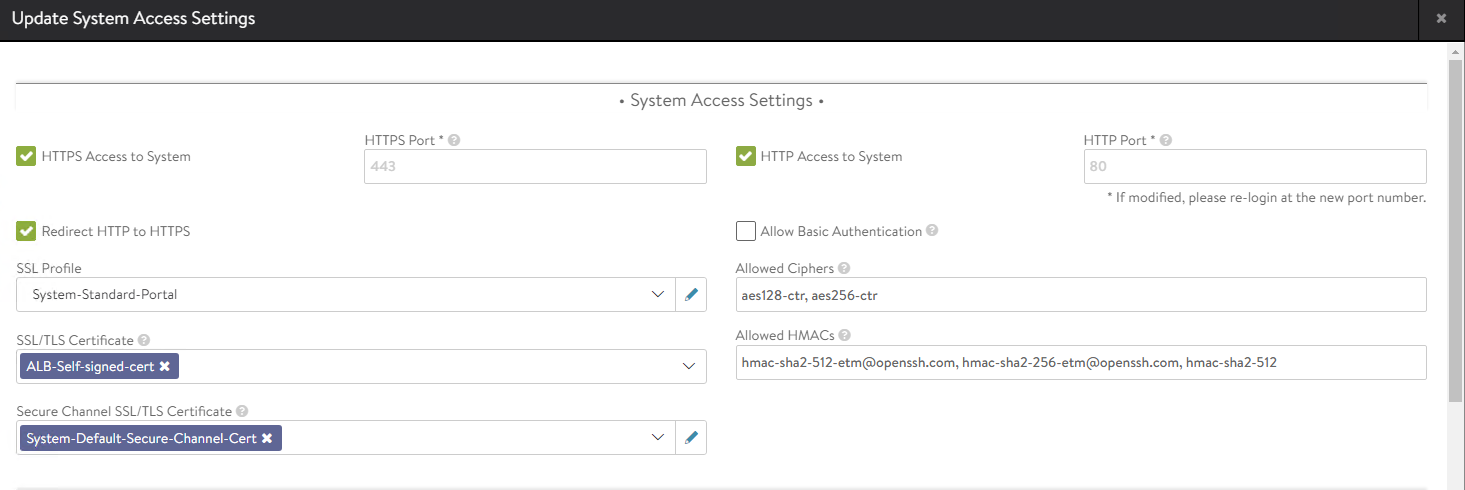 Update System Access Settings
• System Access Settings •
HTTPS Access to System
HTTPS Port *
443
HTTP Access to System
HTTP Port *
80
* If modified, please re-login at the new port number.
Redirect HTTP to HTTPS
Allow Basic Authentication
SSL Profile
System-Standard-Portal
Allowed Ciphers
aes128-ctr, aes256-ctr
SSL/TLS Certificate
ALB-Self-signed-cert
Allowed HMACs
hmac-sha2-512-etm@openssh.com, hmac-sha2-256-etm@openssh.com, hmac-sha2-512
Secure Channel SSL/TLS Certificate
System-Default-Secure-Channel-Cert